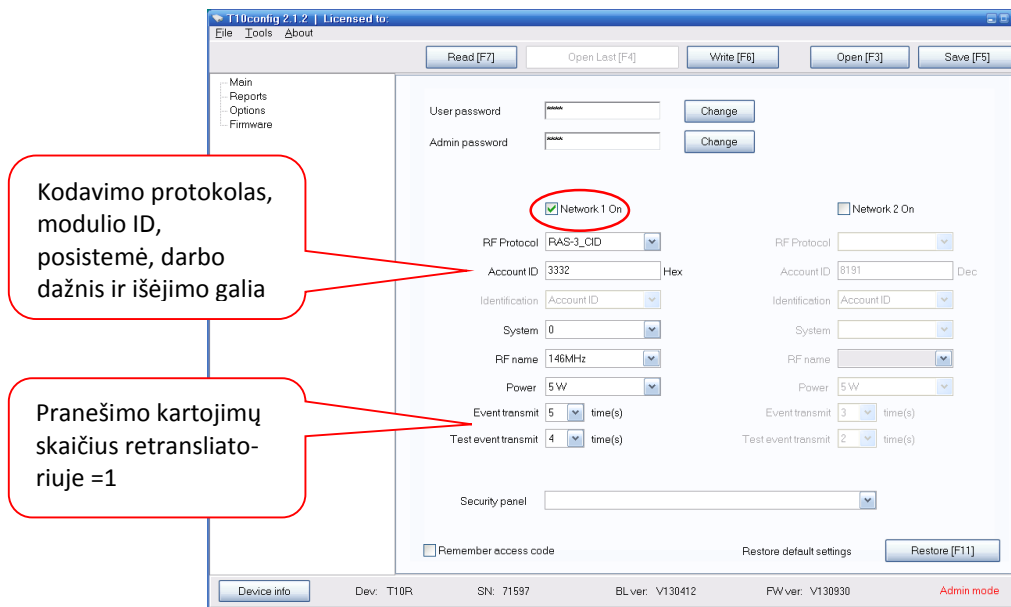 T10config 2.1.2 | Licensed to:
File Tools About
Read [F7] Open Last [F4] Write [F6] Open [F3] Save [F5]
Main
Reports
Options
Firmware
User password **** Change
Admin password **** Change
Kodavimo protokolas,
modulio ID,
posistemė, darbo
dažnis ir išėjimo galia
Network 1 On
RF Protocol RAS-3_CID
Account ID 3332 Hex
Identification Account ID
System 0
RF name 146MHz
Power 5 W
Event transmit 5 time(s)
Test event transmit 4 time(s)
Network 2 On
RF Protocol
Account ID 8191 Dec
Identification Account ID
System
RF name
Power 5 W
Event transmit 3 time(s)
Test event transmit 2 time(s)
Pranešimo kartojimų
skaičius retransliato-
riuje =1
Security panel
Remember access code
Restore default settings Restore [F11]
Device info Dev: T10R SN: 71597 BL ver: V130412 FW ver: V130930 Admin mode